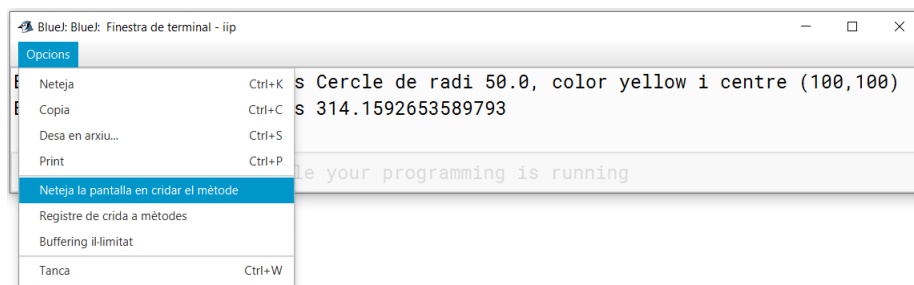 BlueJ: BlueJ: Finestra de terminal - iip
Opcions
s Cercle de radi 50.0, color yellow i centre (100,100)
s 314.1592653589793
le your programming is running
Neteja Ctrl+K
Copia Ctrl+C
Desa en arxiu... Ctrl+S
Print Ctrl+P
Neteja la pantalla en cridar el mètode
Registre de crida a mètodes
Buffering il·limitat
Tanca Ctrl+W